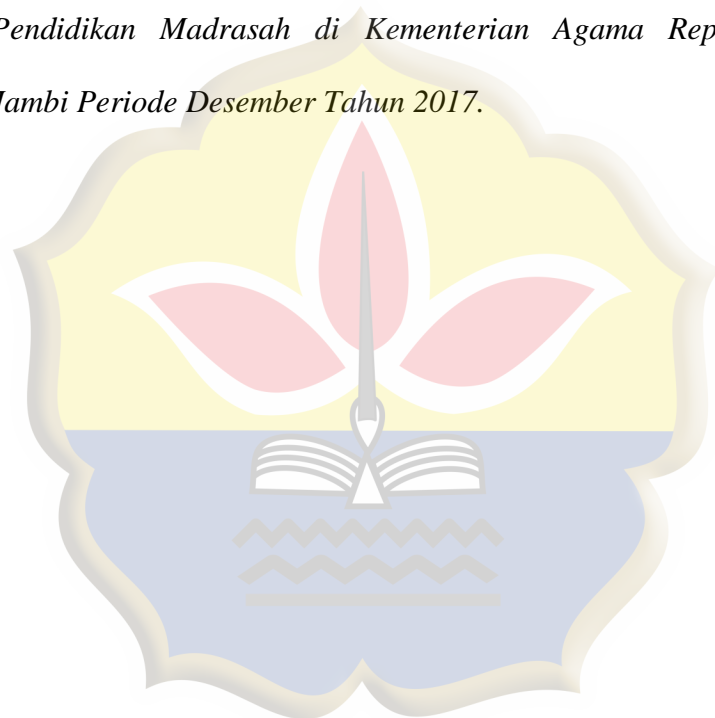 Pendidikan Madrasah di Kementerian Agama Rep
Jambi Periode Desember Tahun 2017.